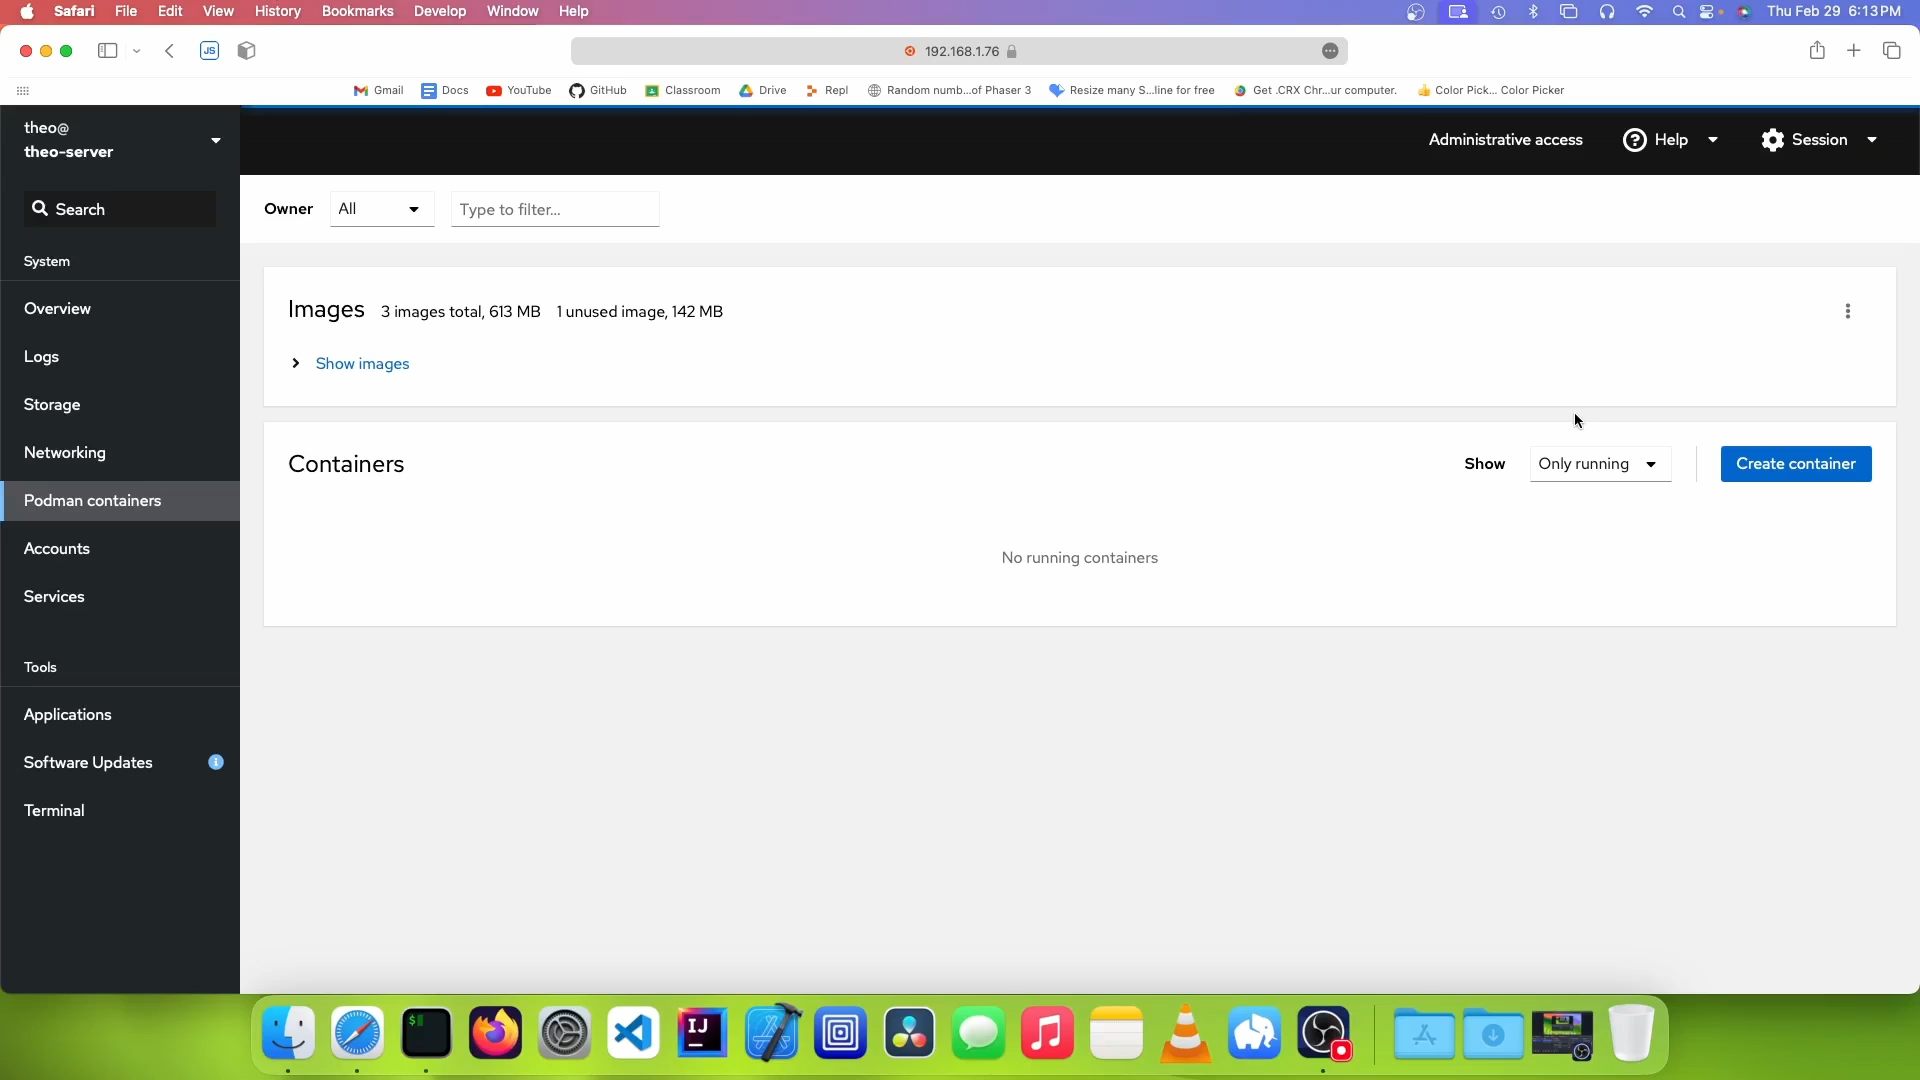 Safari File Edit View History Bookmarks Develop Window Help Thu Feb 29 6:13 PM
JS 192.168.1.76
Gmail Docs YouTube GitHub Classroom Drive Repl Random numb...of Phaser 3 Resize many S...line for free Get .CRX Chr...ur computer. Color Pick... Color Picker
theo@
theo-server
Administrative access Help Session
Search
Owner All Type to filter...
System
Overview
Images 3 images total, 613 MB 1 unused image, 142 MB
Logs
Show images
Storage
Networking
Containers Show Only running Create container
Podman containers
Accounts
No running containers
Services
Tools
Applications
Software Updates
Terminal
$
IJ